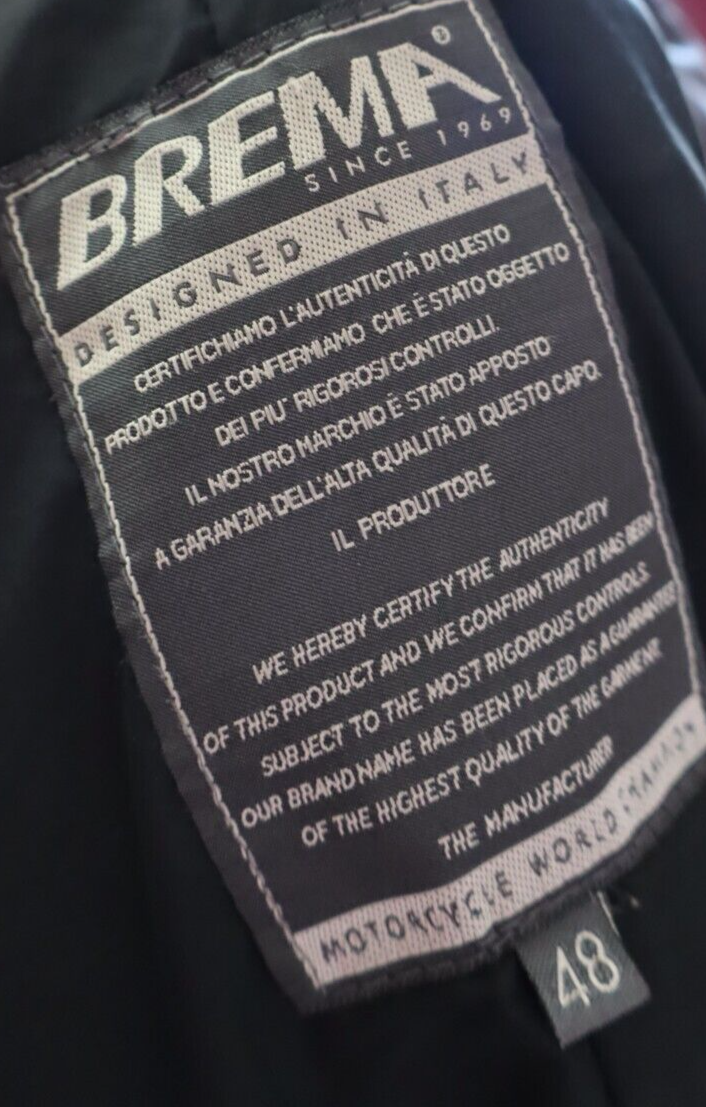 BREMA®
SINCE 1969
DESIGNED IN ITALY
CERTIFICHIAMO L'AUTENTICITÀ DI QUESTO
PRODOTTO E CONFERMIAMO CHE È STATO OGGETTO
DEI PIU' RIGOROSI CONTROLLI.
IL NOSTRO MARCHIO È STATO APPOSTO
A GARANZIA DELL'ALTA QUALITÀ DI QUESTO CAPO.
IL PRODUTTORE
WE HEREBY CERTIFY THE AUTHENTICITY
OF THIS PRODUCT AND WE CONFIRM THAT IT HAS BEEN
SUBJECT TO THE MOST RIGOROUS CONTROLS.
OUR BRAND NAME HAS BEEN PLACED AS A GUARANTEE
OF THE HIGHEST QUALITY OF THE GARMENT.
THE MANUFACTURER
MOTORCYCLE WORLD CHAMPION
48